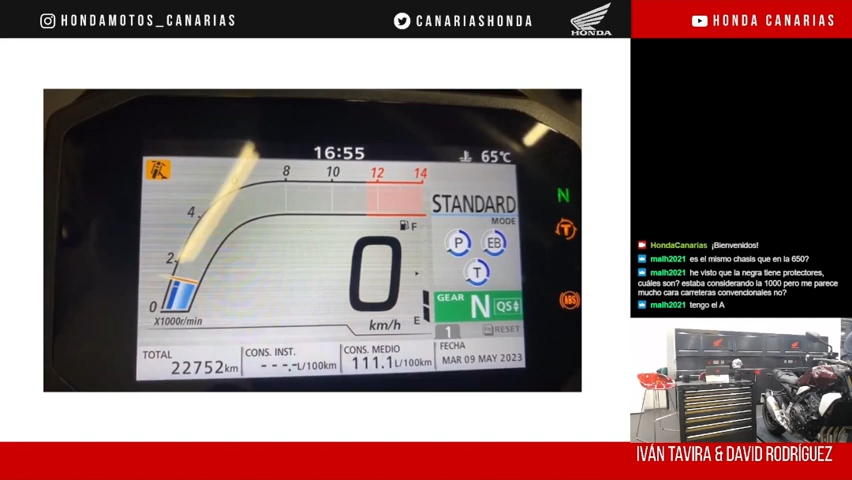 HONDAMOTOS_CANARIAS
CANARIASHONDA
HONDA
HONDA CANARIAS
16:55
65°C
8 10 12 14
4
2
0
X1000r/min
STANDARD
MODE
P EB
T
F
0
km/h
E
GEAR N QS
1
RESET
TOTAL
22752km
CONS. INST.
---.-L/100km
CONS. MEDIO
111.1L/100km
FECHA
MAR 09 MAY 2023
N
T
ABS
HondaCanarias ¡Bienvenidos!
malh2021 es el mismo chasis que en la 650?
malh2021 he visto que la negra tiene protectores,
cuáles son? estaba considerando la 1000 pero me parece
mucho cara carreteras convencionales no?
malh2021 tengo el A
IVÁN TAVIRA & DAVID RODRÍGUEZ